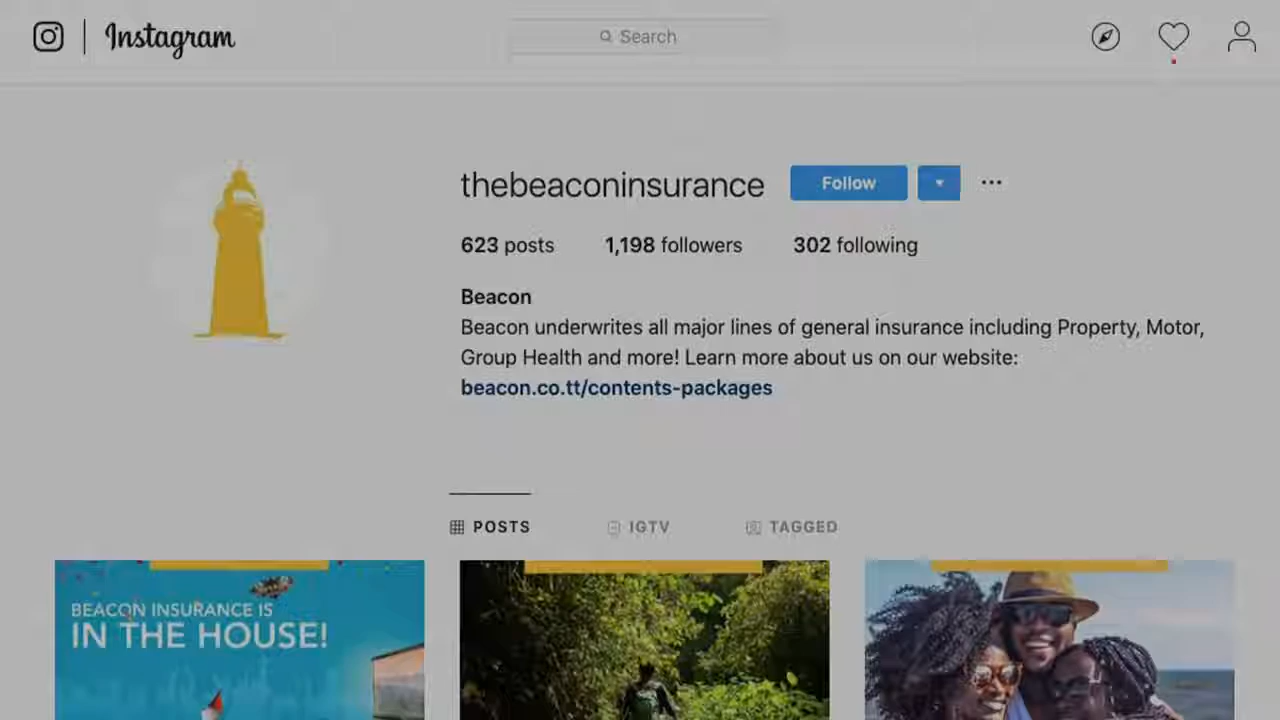 Instagram
Search
thebeaconinsurance
Follow
623 posts
1,198 followers
302 following
Beacon
Beacon underwrites all major lines of general insurance including Property, Motor,
Group Health and more! Learn more about us on our website:
beacon.co.tt/contents-packages
POSTS
IGTV
TAGGED
BEACON INSURANCE IS
IN THE HOUSE!